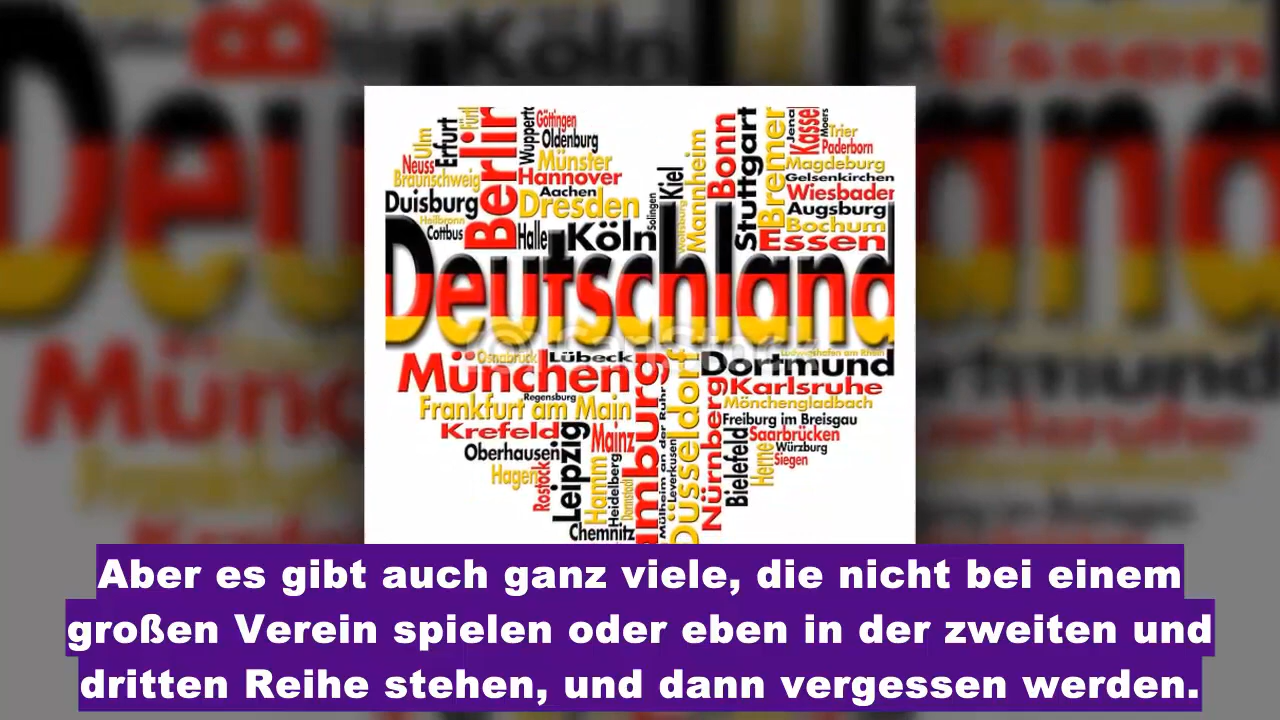 Göttingen
Fürth
Berlin
Wuppertal
Oldenburg
Ulm
Erfurt
Neuss
Münster
Hannover
Braunschweig
Aachen
Duisburg
Dresden
Heilbronn
Cottbus
Halle
Köln
Solingen
Kiel
Wolfsburg
Mannheim
Bonn
Stuttgart
Bremen
Jena
Kassel
Moers
Trier
Paderborn
Magdeburg
Gelsenkirchen
Wiesbaden
Augsburg
Bochum
Essen
Deutschland
Osnabrück
Lübeck
Ludwigshafen am Rhein
München
Dortmund
Regensburg
Karlsruhe
Frankfurt am Main
Mönchengladbach
Krefeld
Freiburg im Breisgau
Oberhausen
Mainz
Saarbrücken
Hagen
Würzburg
Siegen
Rostock
Leipzig
Hamm
Heidelberg
Darmstadt
Hamburg
Mülheim an der Ruhr
Leverkusen
Düsseldorf
Nürnberg
Bielefeld
Herne
Chemnitz
Aber es gibt auch ganz viele, die nicht bei einem
großen Verein spielen oder eben in der zweiten und
dritten Reihe stehen, und dann vergessen werden.